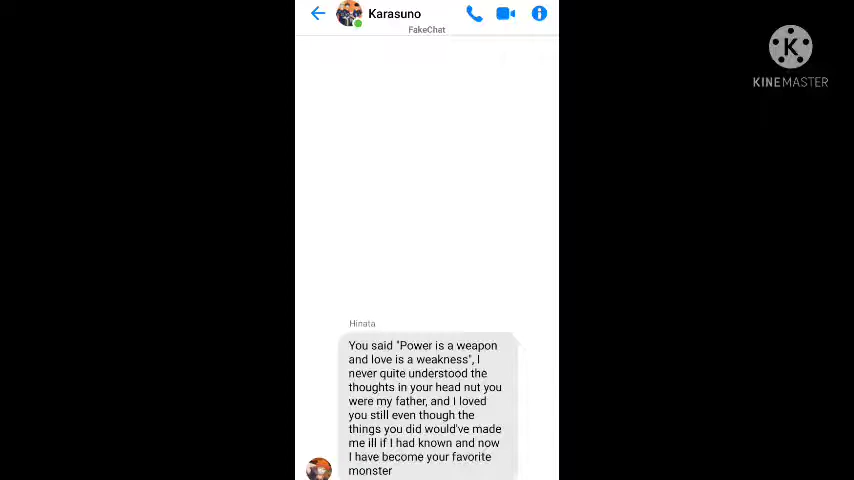 Karasuno
FakeChat
K
KINEMASTER
Hinata
You said "Power is a weapon
and love is a weakness", I
never quite understood the
thoughts in your head nut you
were my father, and I loved
you still even though the
things you did would've made
me ill if I had known and now
I have become your favorite
monster